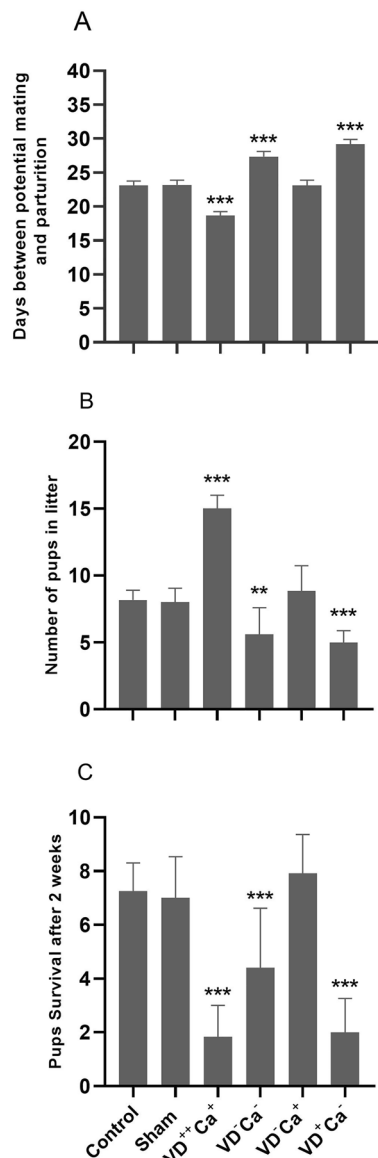 A
Days between potential mating
and parturition
40
35
30
25
20
15
10
5
0
***
***
***
B
Number of pups in litter
20
15
10
5
0
***
**
***
C
Pups Survival after 2 weeks
10
8
6
4
2
0
***
***
***
Control
Sham
VD⁺⁺Ca⁺
VD⁻Ca⁻
VD⁻Ca⁺
VD⁺Ca⁻